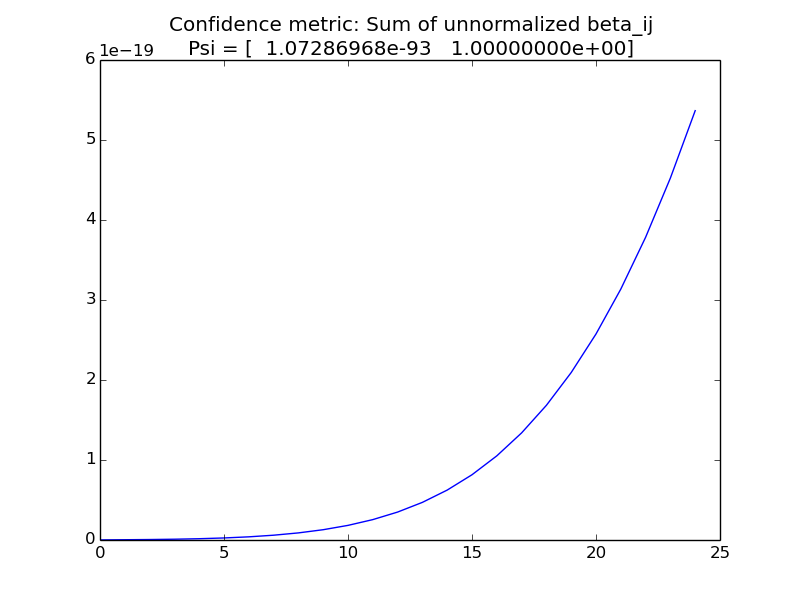 Confidence metric: Sum of unnormalized beta_ij
Psi = [  1.07286968e-93   1.00000000e+00]
1e−19
6
5
4
3
2
1
0
0 5 10 15 20 25